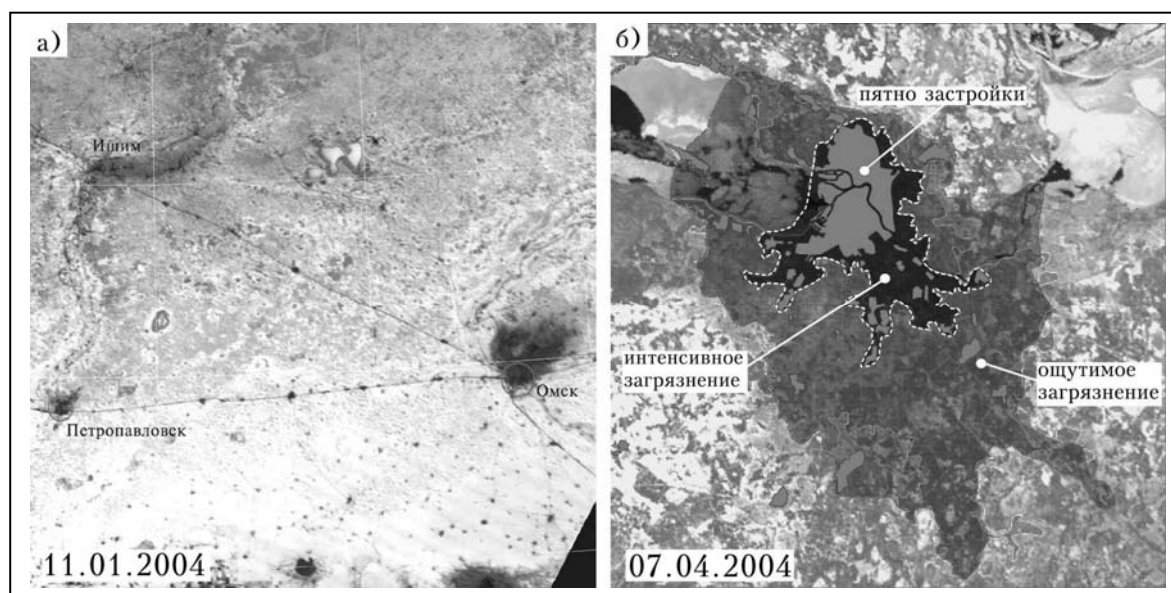 а)
Ишим
Омск
Петропавловск
11.01.2004
б)
пятно застройки
интенсивное
загрязнение
ощутимое
загрязнение
07.04.2004